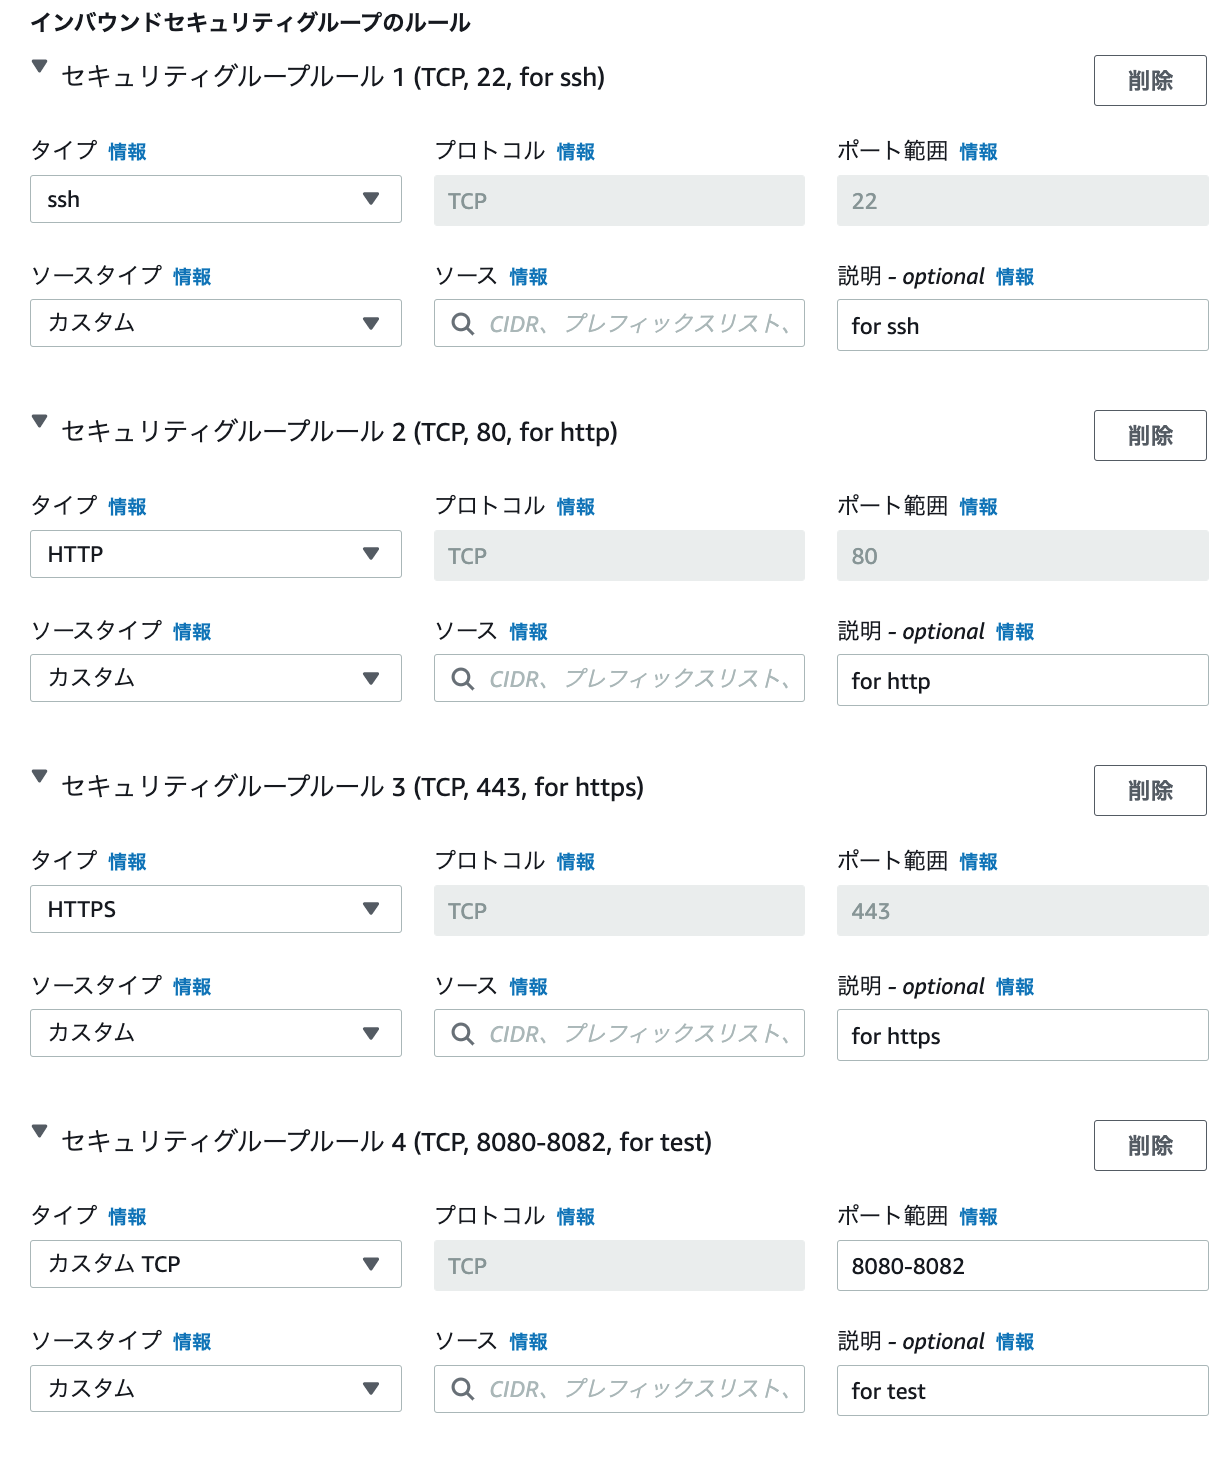 インバウンドセキュリティグループのルール
セキュリティグループルール 1 (TCP, 22, for ssh)
削除
タイプ 情報
プロトコル 情報
ポート範囲 情報
ssh
TCP
22
ソースタイプ 情報
ソース 情報
説明 - optional 情報
カスタム
CIDR、プレフィックスリスト、
for ssh
セキュリティグループルール 2 (TCP, 80, for http)
削除
タイプ 情報
プロトコル 情報
ポート範囲 情報
HTTP
TCP
80
ソースタイプ 情報
ソース 情報
説明 - optional 情報
カスタム
CIDR、プレフィックスリスト、
for http
セキュリティグループルール 3 (TCP, 443, for https)
削除
タイプ 情報
プロトコル 情報
ポート範囲 情報
HTTPS
TCP
443
ソースタイプ 情報
ソース 情報
説明 - optional 情報
カスタム
CIDR、プレフィックスリスト、
for https
セキュリティグループルール 4 (TCP, 8080-8082, for test)
削除
タイプ 情報
プロトコル 情報
ポート範囲 情報
カスタム TCP
TCP
8080-8082
ソースタイプ 情報
ソース 情報
説明 - optional 情報
カスタム
CIDR、プレフィックスリスト、
for test